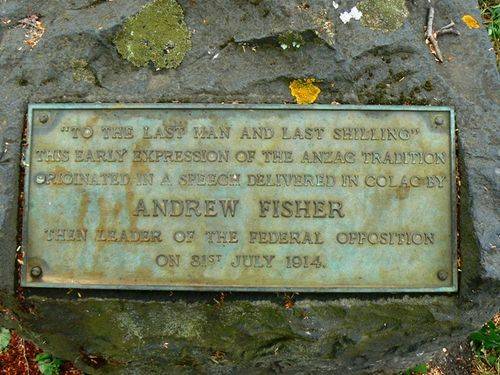 "TO THE LAST MAN AND LAST SHILLING"
THIS EARLY EXPRESSION OF THE ANZAC TRADITION
ORIGINATED IN A SPEECH DELIVERED IN COLAC BY
ANDREW FISHER
THEN LEADER OF THE FEDERAL OPPOSITION
ON 31ST JULY 1914.